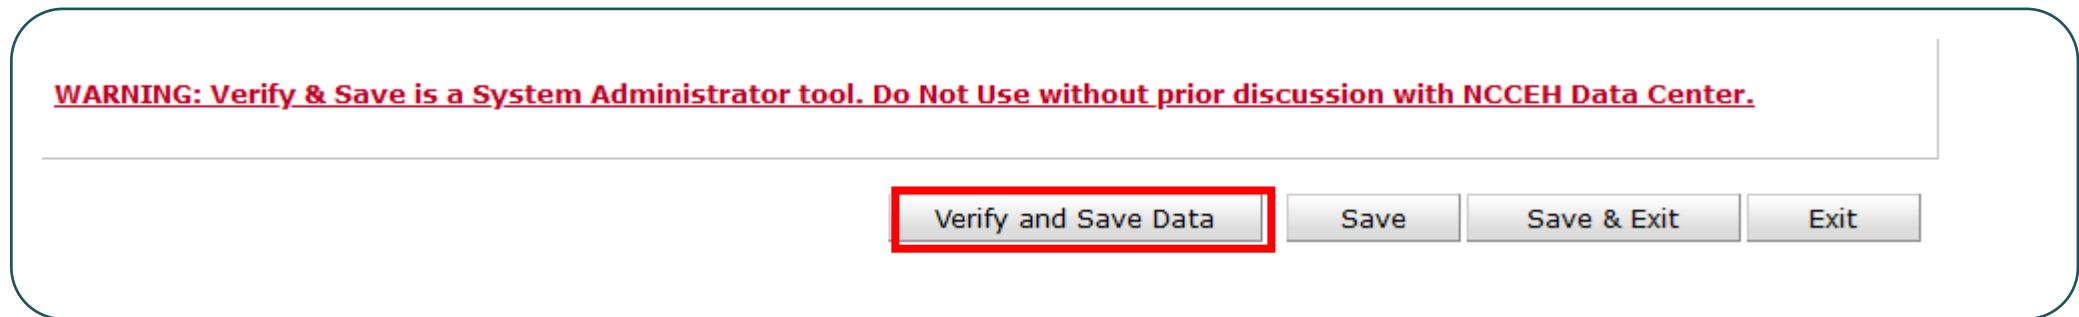 WARNING: Verify & Save is a System Administrator tool. Do Not Use without prior discussion with NCCEH Data Center.
Verify and Save Data Save Save & Exit Exit